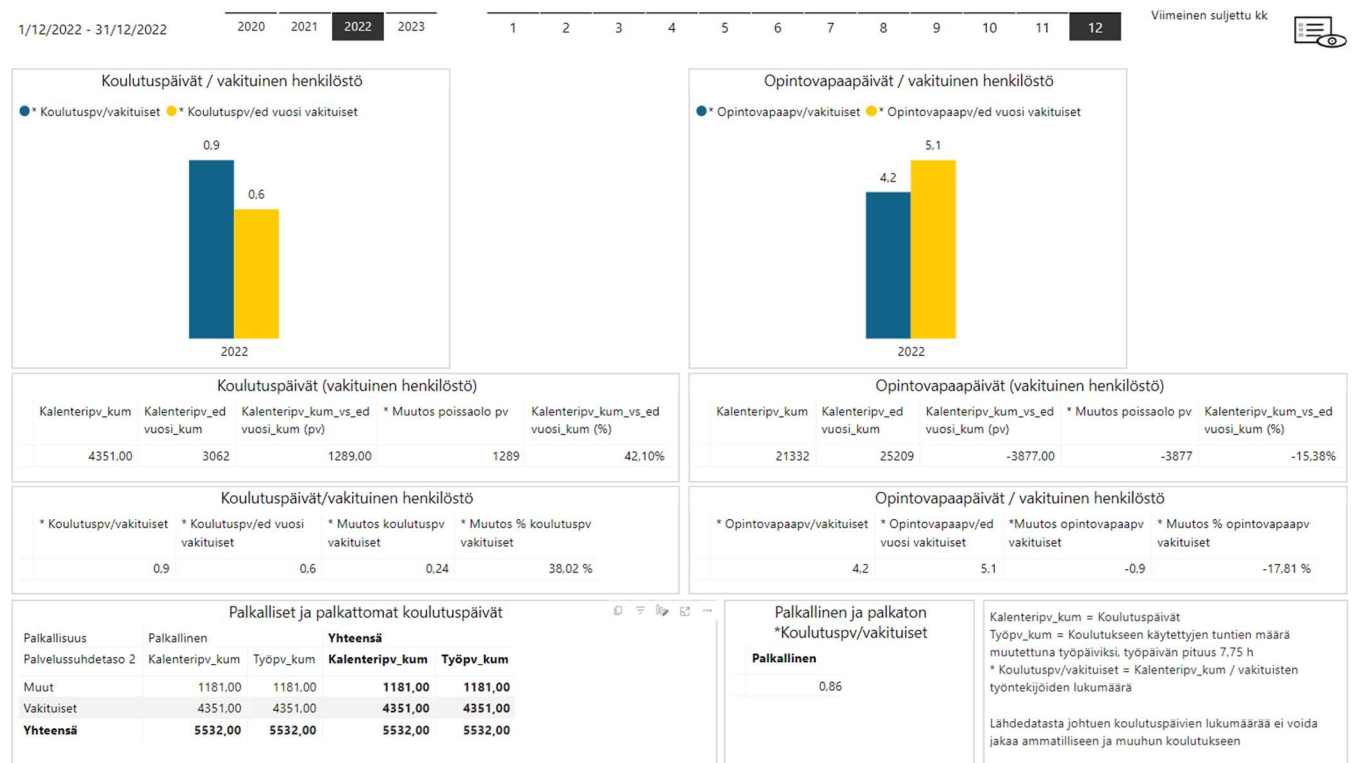 1/12/2022 - 31/12/2022
2020 2021 2022 2023
1 2 3 4 5 6 7 8 9 10 11 12
Viimeinen suljettu kk
Koulutuspäivät / vakituinen henkilöstö
* Koulutuspv/vakituiset * Koulutuspv/ed vuosi vakituiset
0,9
0,6
2022
Opintovapaapäivät / vakituinen henkilöstö
* Opintovapaapv/vakituiset * Opintovapaapv/ed vuosi vakituiset
5,1
4,2
2022
Koulutuspäivät (vakituinen henkilöstö)
Kalenteripv_kum Kalenteripv_ed Kalenteripv_kum_vs_ed * Muutos poissaolo pv Kalenteripv_kum_vs_ed
vuosi_kum vuosi_kum (pv) vuosi_kum (%)
4351,00 3062 1289,00 1289 42,10%
Opintovapaapäivät (vakituinen henkilöstö)
Kalenteripv_kum Kalenteripv_ed Kalenteripv_kum_vs_ed * Muutos poissaolo pv Kalenteripv_kum_vs_ed
vuosi_kum vuosi_kum (pv) vuosi_kum (%)
21332 25209 -3877,00 -3877 -15,38%
Koulutuspäivät/vakituinen henkilöstö
* Koulutuspv/vakituiset * Koulutuspv/ed vuosi * Muutos koulutuspv * Muutos % koulutuspv
vakituiset vakituiset vakituiset
0,9 0,6 0,24 38,02 %
Opintovapaapäivät / vakituinen henkilöstö
* Opintovapaapv/vakituiset * Opintovapaapv/ed *Muutos opintovapaapv * Muutos % opintovapaapv
vuosi vakituiset vakituiset vakituiset
4,2 5,1 -0,9 -17,81 %
Palkalliset ja palkattomat koulutuspäivät
Palkallisuus Palkallinen Yhteensä
Palvelussuhdetaso 2 Kalenteripv_kum Työpv_kum Kalenteripv_kum Työpv_kum
Muut 1181,00 1181,00 1181,00 1181,00
Vakituiset 4351,00 4351,00 4351,00 4351,00
Yhteensä 5532,00 5532,00 5532,00 5532,00
Palkallinen ja palkaton
*Koulutuspv/vakituiset
Palkallinen
0,86
Kalenteripv_kum = Koulutuspäivät
Työpv_kum = Koulutukseen käytettyjen tuntien määrä
muutettuna työpäiviksi, työpäivän pituus 7,75 h
* Koulutuspv/vakituiset = Kalenteripv_kum / vakituisten
työntekijöiden lukumäärä
Lähdedatasta johtuen koulutuspäivien lukumäärää ei voida
jakaa ammatilliseen ja muuhun koulutukseen